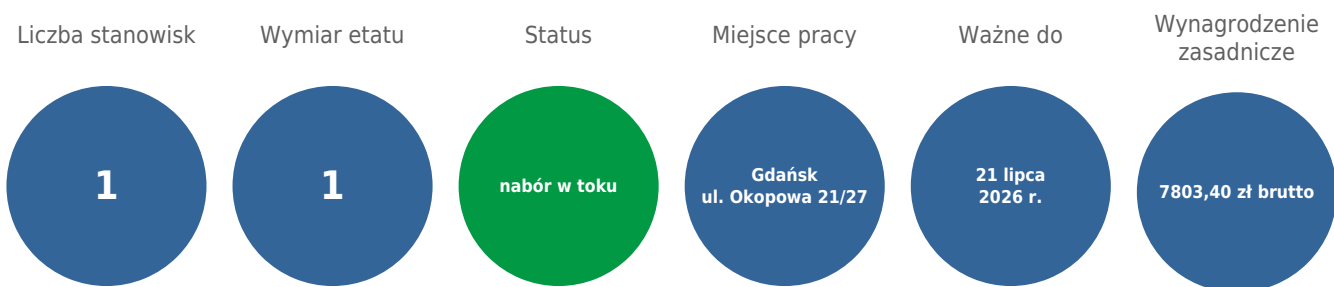 Liczba stanowisk
1
Wymiar etatu
1
Status
nabór w toku
Miejsce pracy
Gdańsk
ul. Okopowa 21/27
Ważne do
21 lipca
2026 r.
Wynagrodzenie
zasadnicze
7803,40 zł brutto